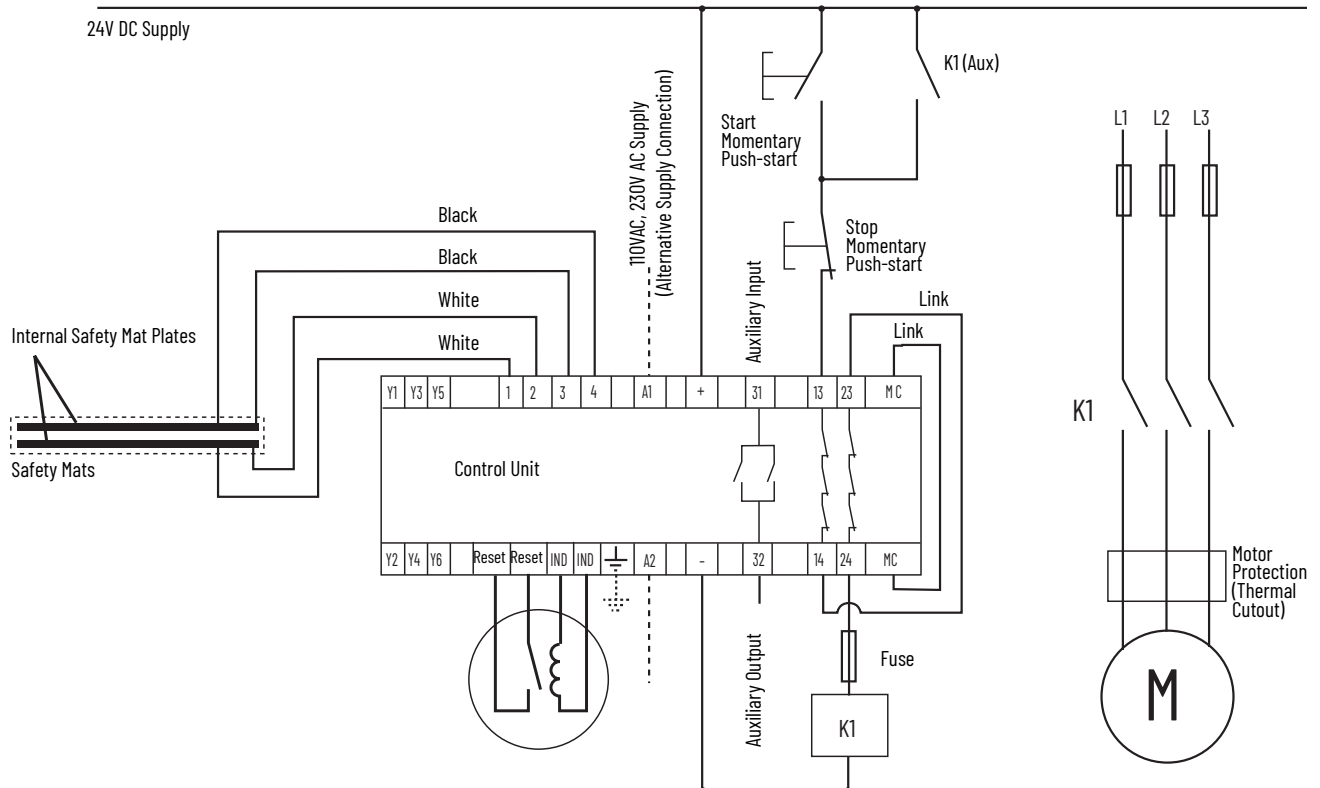 24V DC Supply
K1 (Aux)
Start
Momentary
Push-start
110VAC, 230V AC Supply
(Alternative Supply Connection)
L1 L2 L3
Black
Black
White
White
Stop
Momentary
Push-start
Auxiliary Input
Link
Link
Internal Safety Mat Plates
Safety Mats
Y1 Y3 Y5 1 2 3 4 A1 + 31 13 23 MC
Control Unit
K1
Y2 Y4 Y6 Reset Reset IND IND A2 - 32 14 24 MC
Motor
Protection
(Thermal
Cutout)
Auxiliary Output
Fuse
K1
M